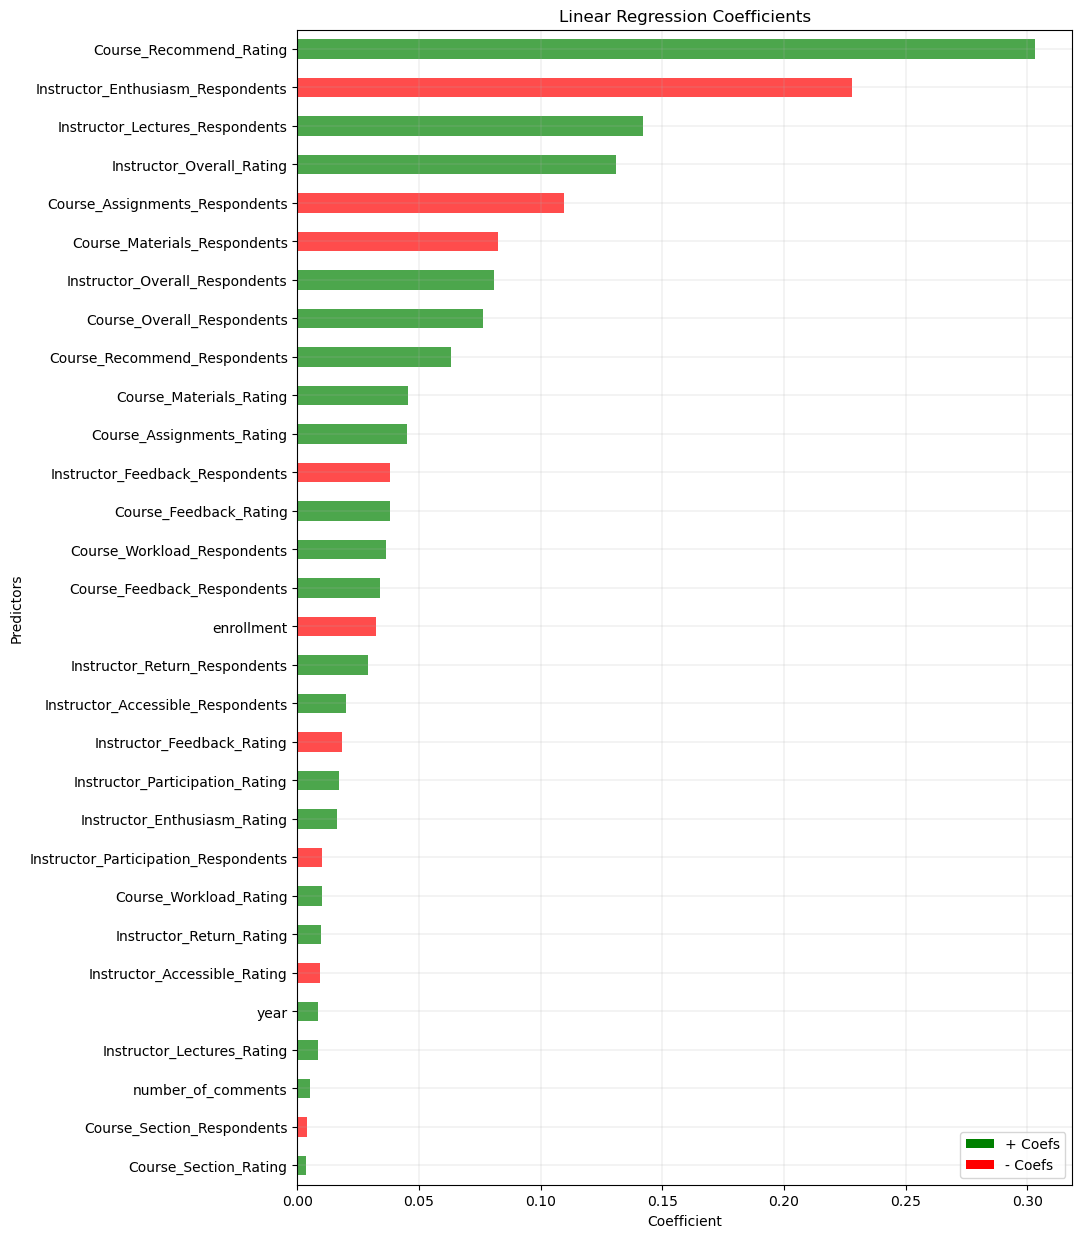 Linear Regression Coefficients
Course_Recommend_Rating
Instructor_Enthusiasm_Respondents
Instructor_Lectures_Respondents
Instructor_Overall_Rating
Course_Assignments_Respondents
Course_Materials_Respondents
Instructor_Overall_Respondents
Course_Overall_Respondents
Course_Recommend_Respondents
Course_Materials_Rating
Course_Assignments_Rating
Instructor_Feedback_Respondents
Course_Feedback_Rating
Course_Workload_Respondents
Course_Feedback_Respondents
enrollment
Instructor_Return_Respondents
Instructor_Accessible_Respondents
Instructor_Feedback_Rating
Instructor_Participation_Rating
Instructor_Enthusiasm_Rating
Instructor_Participation_Respondents
Course_Workload_Rating
Instructor_Return_Rating
Instructor_Accessible_Rating
year
Instructor_Lectures_Rating
number_of_comments
Course_Section_Respondents
Course_Section_Rating
Predictors
+ Coefs
- Coefs
0.00 0.05 0.10 0.15 0.20 0.25 0.30
Coefficient